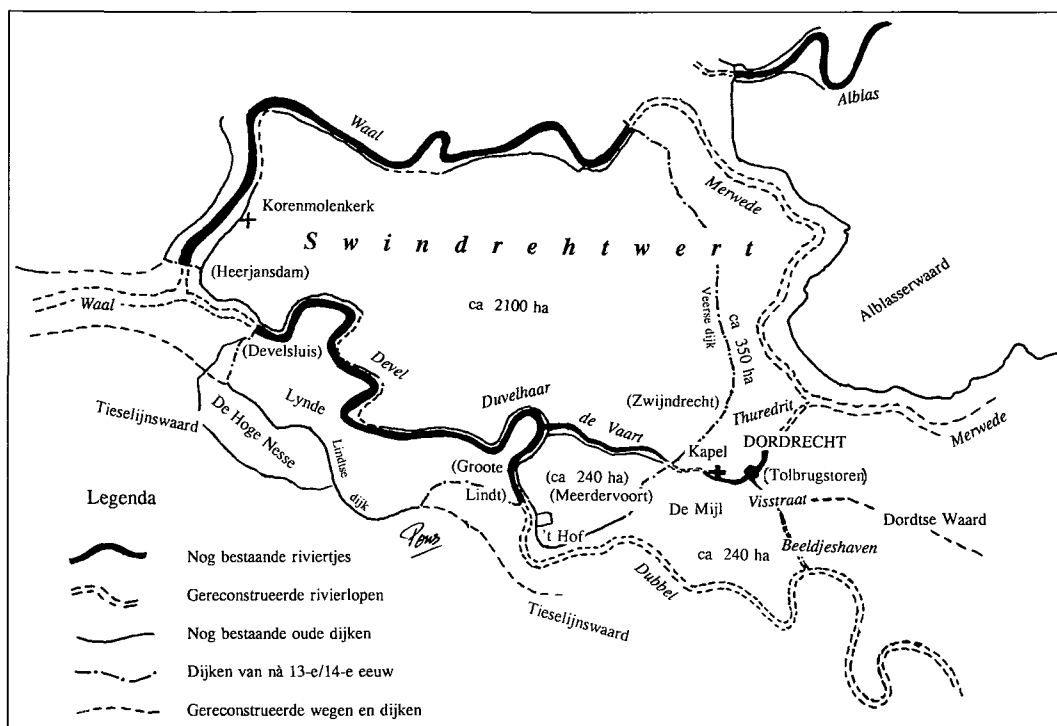 Alblas
Waal
Merwede
Korenmolenkerk
Swindrehtwert
(Heerjansdam)
Waal
ca 2100 ha
Veerse dijk
ca 350 ha
Alblasserwaard
(Develsluis)
Devel
Lynde
Duvelhaar
(Zwijndrecht)
Thuredrit
Tieselijnswaard
De Hoge Nesse
de Vaart
Merwede
Lindtse dijk
Kapel
DORDRECHT
(Groote Lindt)
(ca 240 ha)
(Meerdervoort)
(Tolbrugstoren)
Legenda
De Mijl
Visstraat
Dordtse Waard
Pons
't Hof
ca 240 ha
Beeldjeshaven
Dubbel
Tieselijnswaard
Nog bestaande riviertjes
Gereconstrueerde rivierlopen
Nog bestaande oude dijken
Dijken van nà 13-e/14-e eeuw
Gereconstrueerde wegen en dijken